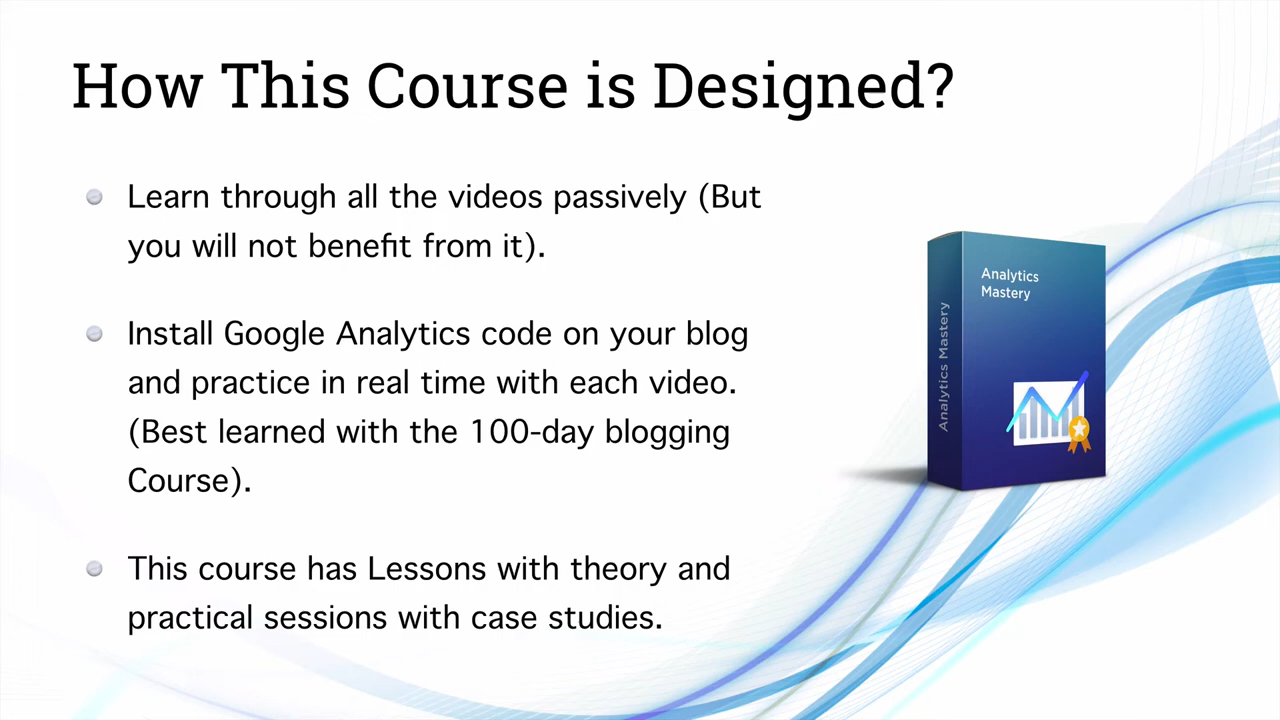 How This Course is Designed?
Learn through all the videos passively (But
you will not benefit from it).
Install Google Analytics code on your blog
and practice in real time with each video.
(Best learned with the 100-day blogging
Course).
This course has Lessons with theory and
practical sessions with case studies.
Analytics
Mastery
Analytics Mastery